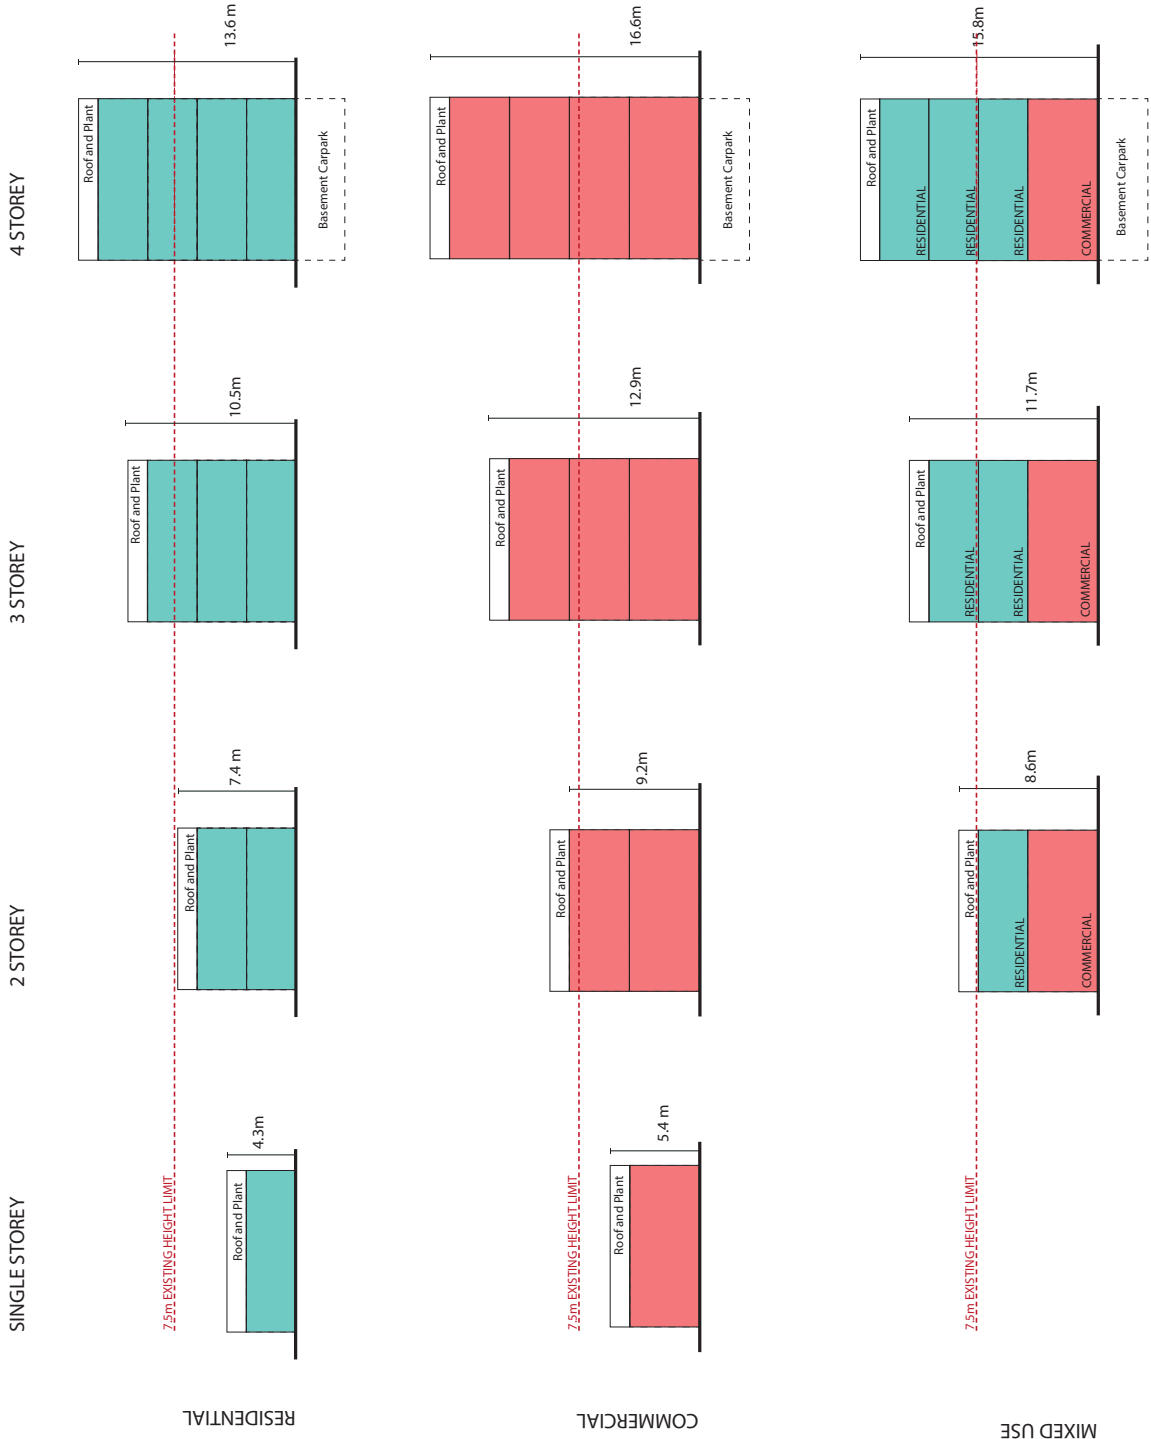 SINGLE STOREY
2 STOREY
3 STOREY
4 STOREY
RESIDENTIAL
7.5m EXISTING HEIGHT LIMIT
Roof and Plant
4.3m
Roof and Plant
7.4 m
Roof and Plant
10.5m
Roof and Plant
13.6 m
Basement Carpark
COMMERCIAL
7.5m EXISTING HEIGHT LIMIT
Roof and Plant
5.4 m
Roof and Plant
9.2m
Roof and Plant
12.9m
Roof and Plant
16.6m
Basement Carpark
MIXED USE
7.5m EXISTING HEIGHT LIMIT
Roof and Plant
RESIDENTIAL
COMMERCIAL
8.6m
Roof and Plant
RESIDENTIAL
RESIDENTIAL
COMMERCIAL
11.7m
Roof and Plant
RESIDENTIAL
RESIDENTIAL
RESIDENTIAL
COMMERCIAL
15.8m
Basement Carpark